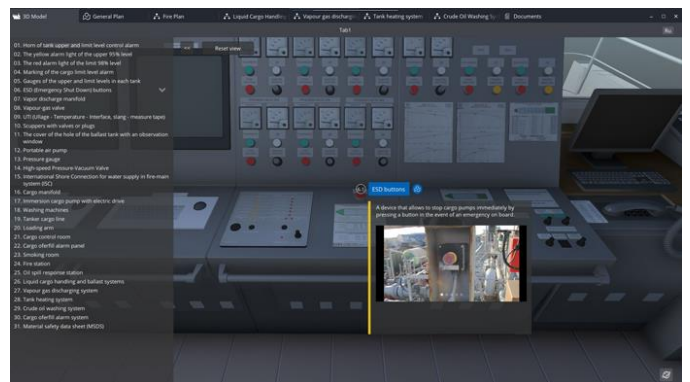 3D Model
General Plan
Fire Plan
Liquid Cargo Handling
Vapour gas discharge
Tank heating system
Crude Oil Washing Sy
Documents
Tab1
Ru
Reset view
01. Horn of tank upper and limit level control alarm
02. The yellow alarm light of the upper 95% level
03. The red alarm light of the limit 98% level
04. Marking of the cargo limit level alarm
05. Gauges of the upper and limit levels in each tank
06. ESD (Emergency Shut Down) buttons
07. Vapor discharge manifold
08. Vapour gas valve
09. UTI (Ullage - Temperature - Interface, slang - measure tape)
10. Scuppers with valves or plugs
11. The cover of the hole of the ballast tank with an observation
window
12. Portable air pump
13. Pressure gauge
14. High-speed Pressure-Vacuum Valve
15. International Shore Connection for water supply in fire-main
system (ISC)
16. Cargo manifold
17. Immersion cargo pump with electric drive
18. Washing machines
19. Tanker cargo line
20. Loading arm
21. Cargo control room
22. Cargo oferfill alarm panel
23. Smoking room
24. Fire station
25. Oil spill response station
26. Liquid cargo handling and ballast systems
27. Vapour gas discharging system
28. Tank heating system
29. Crude oil washing system
30. Cargo oferfill alarm system
31. Material safety data sheet (MSDS)
ESD buttons
A device that allows to stop cargo pumps immediately by
pressing a button in the event of an emergency on board.